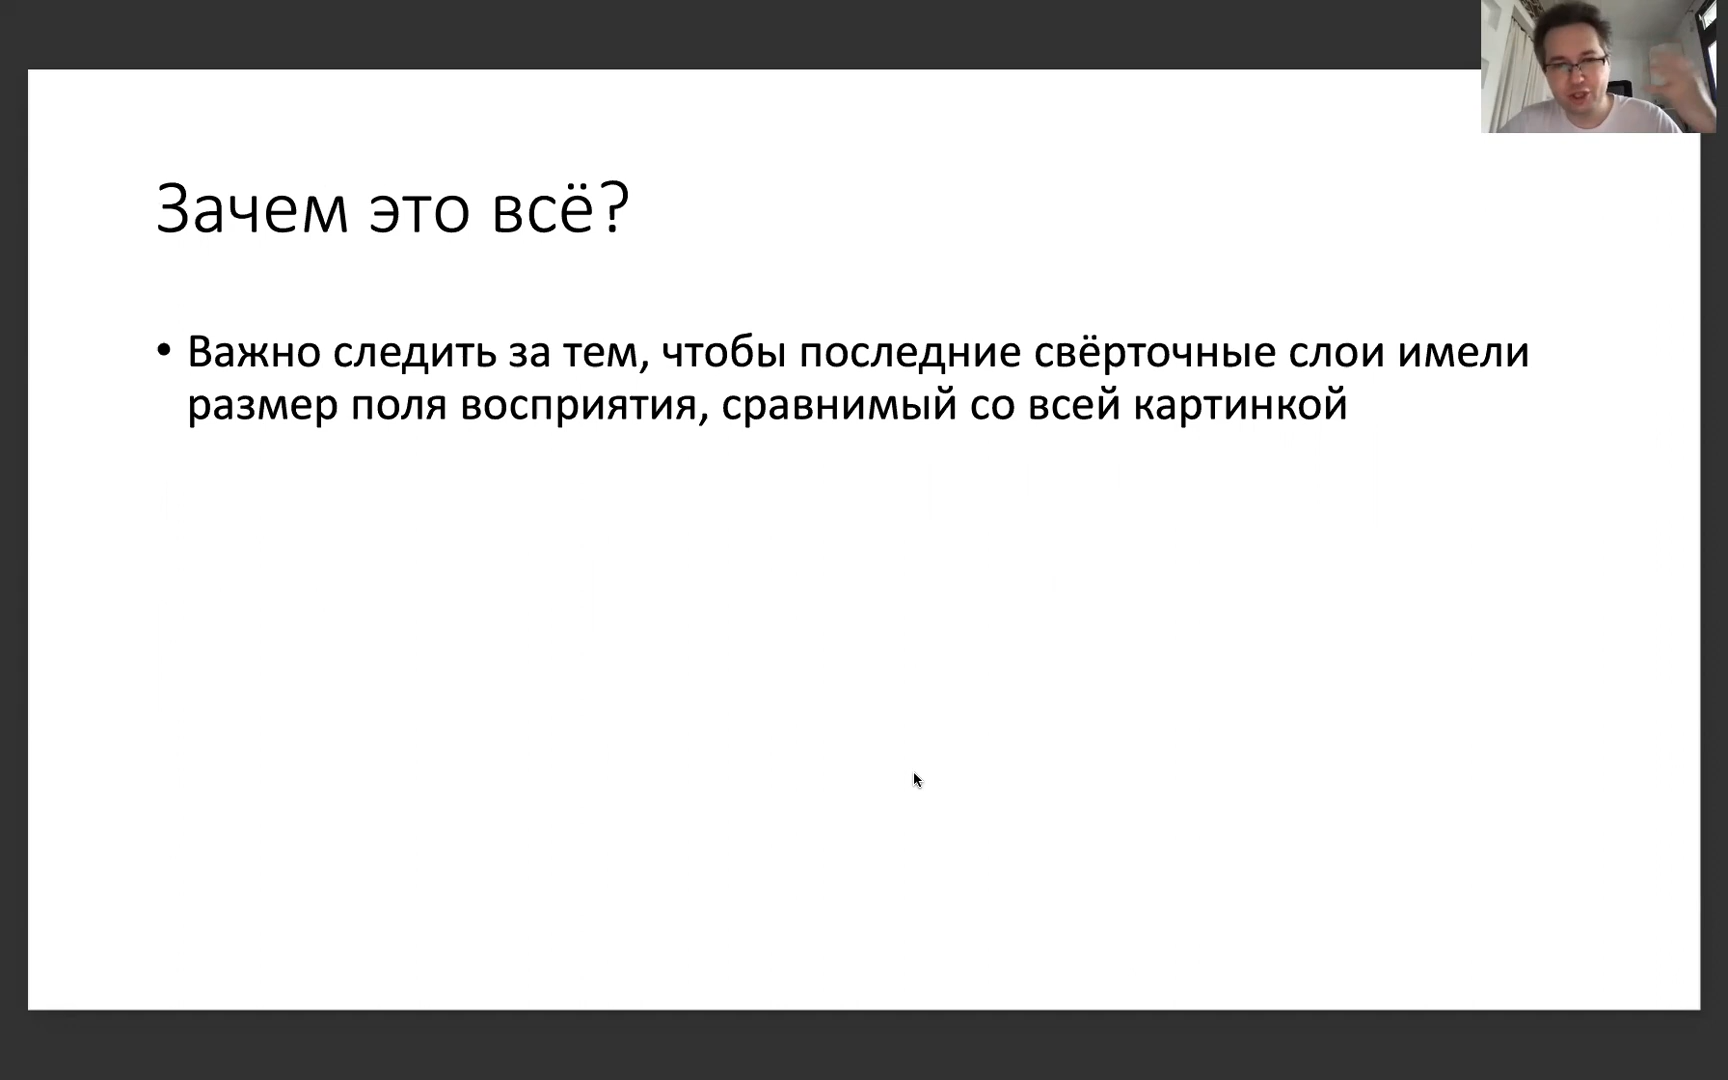 Зачем это всё?
• Важно следить за тем, чтобы последние свёрточные слои имели
размер поля восприятия, сравнимый со всей картинкой